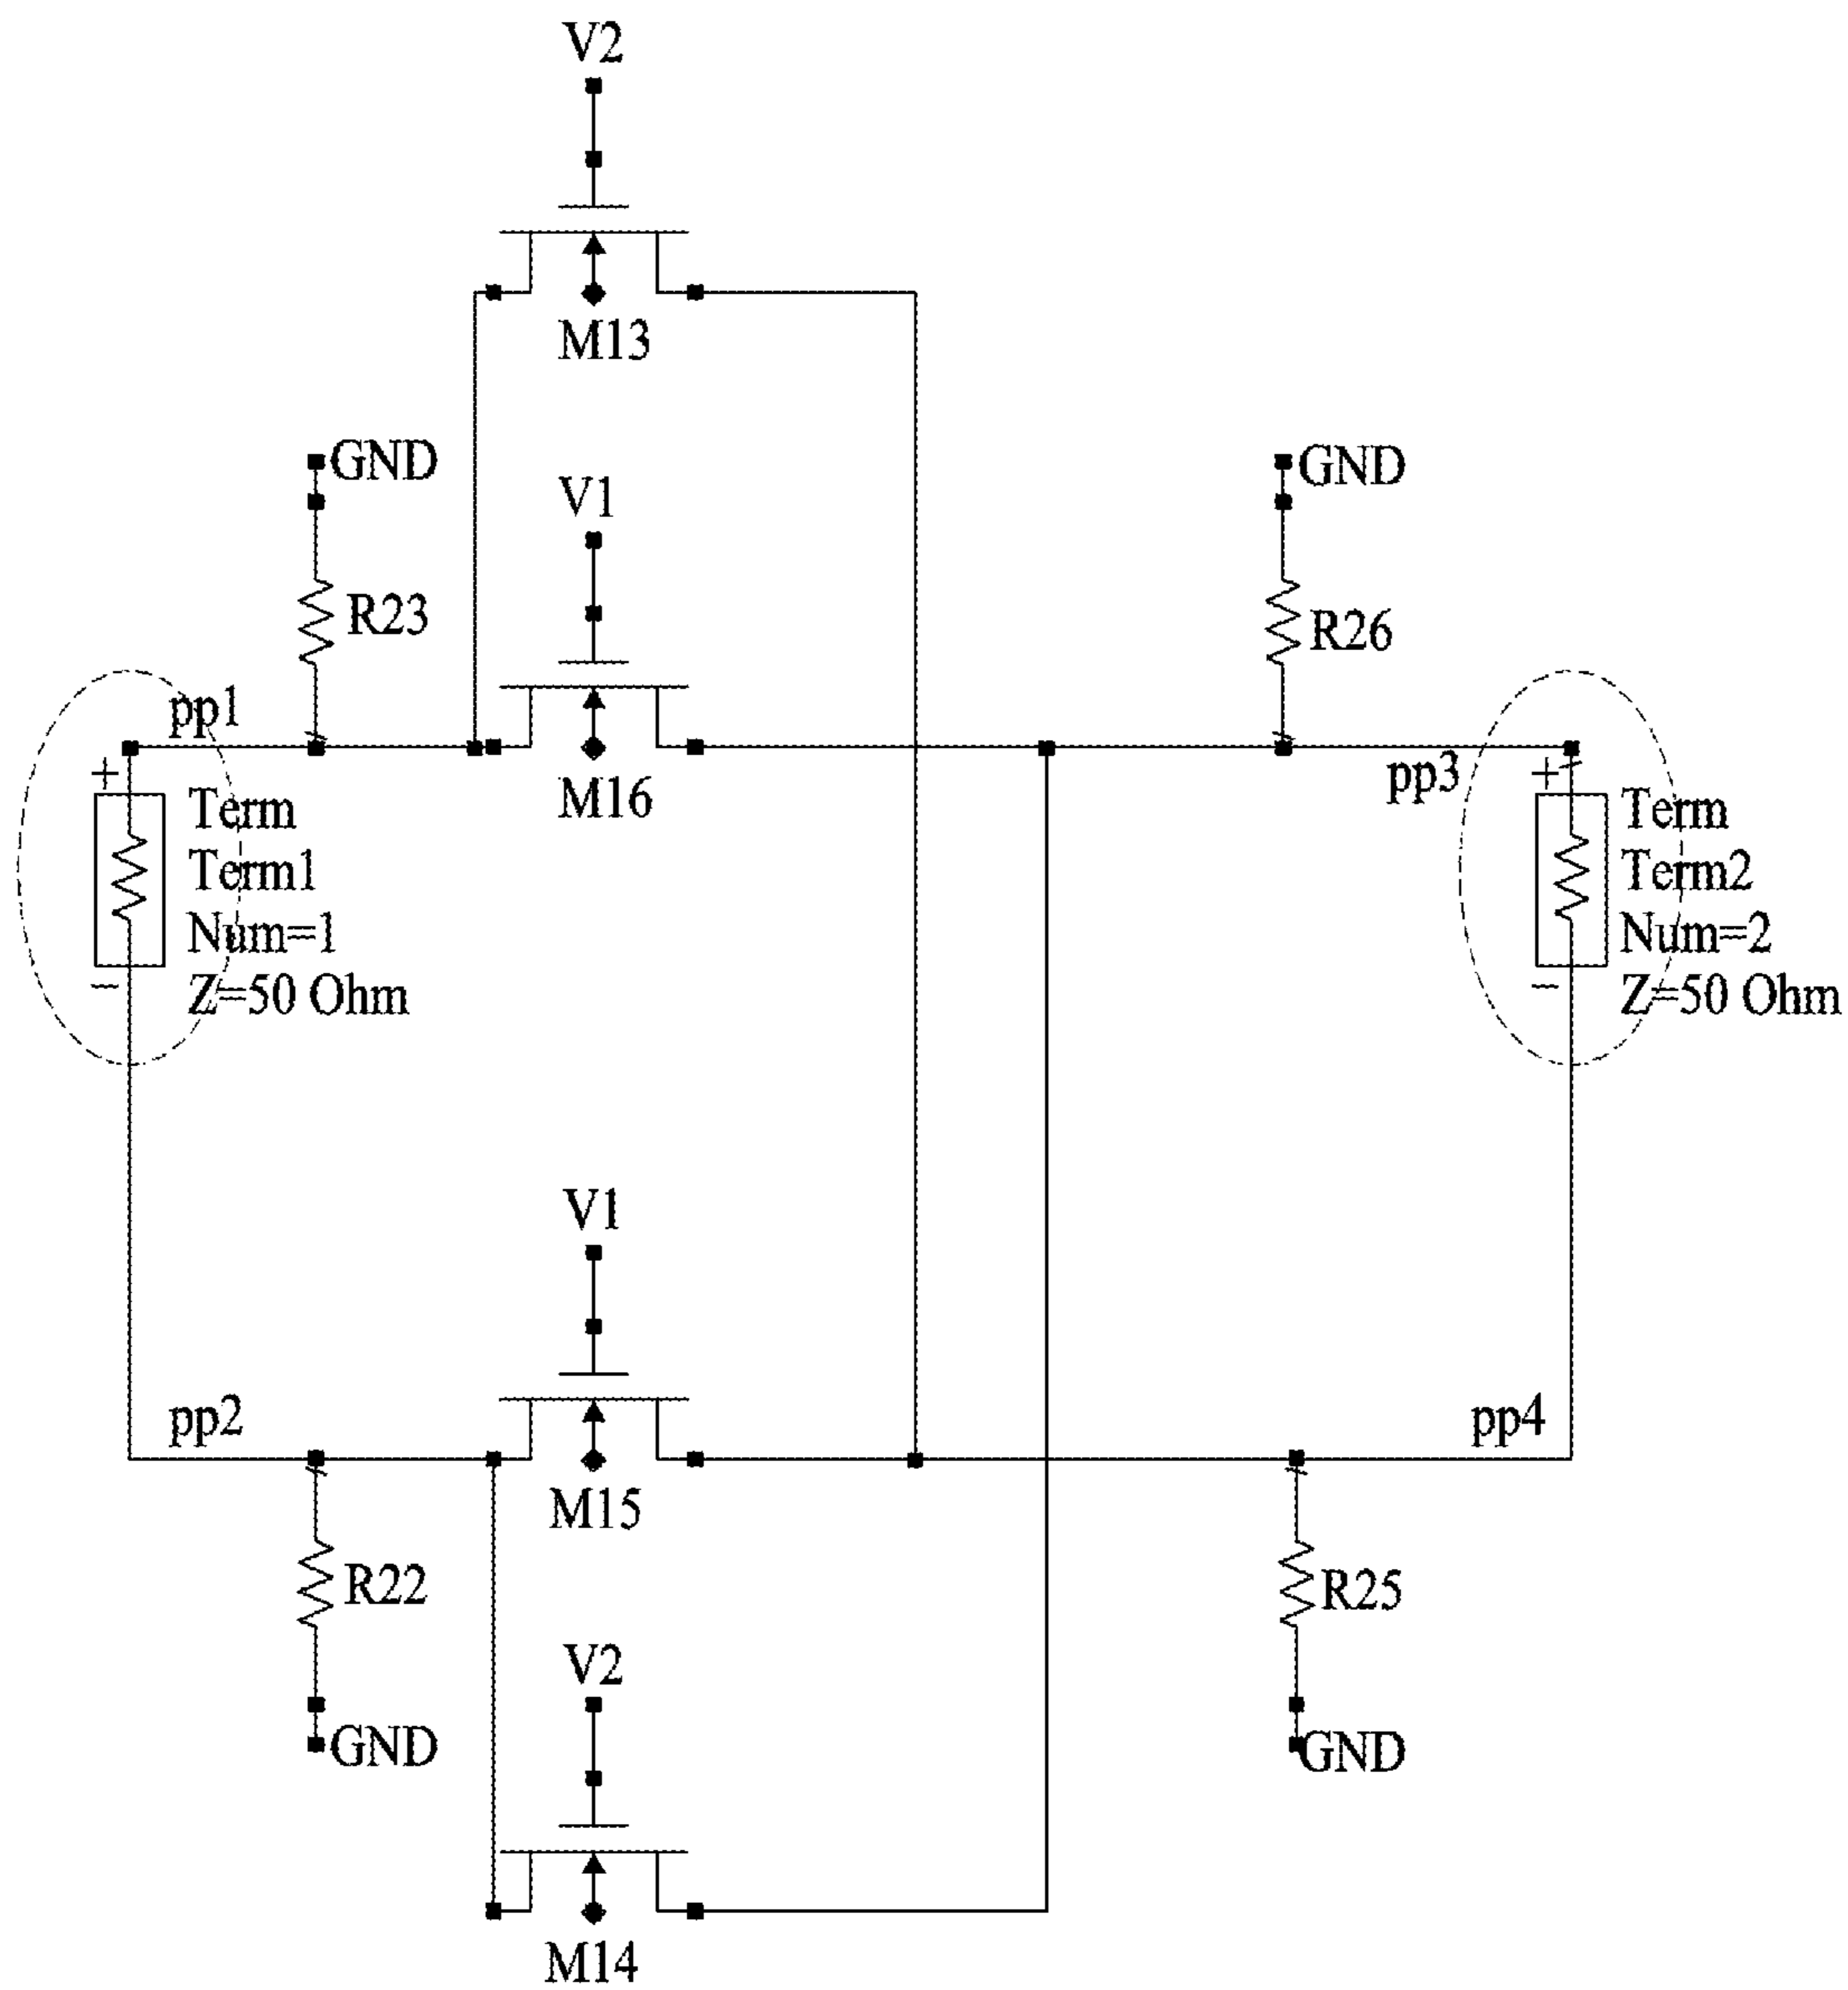 V2
M13
GND
GND
V1
R23
R26
pp1
M16
pp3
+
+
Term
Term1
Num=1
Z=50 Ohm
Term
Term2
Num=2
Z=50 Ohm
−
−
V1
pp2
pp4
M15
R22
R25
V2
GND
GND
M14